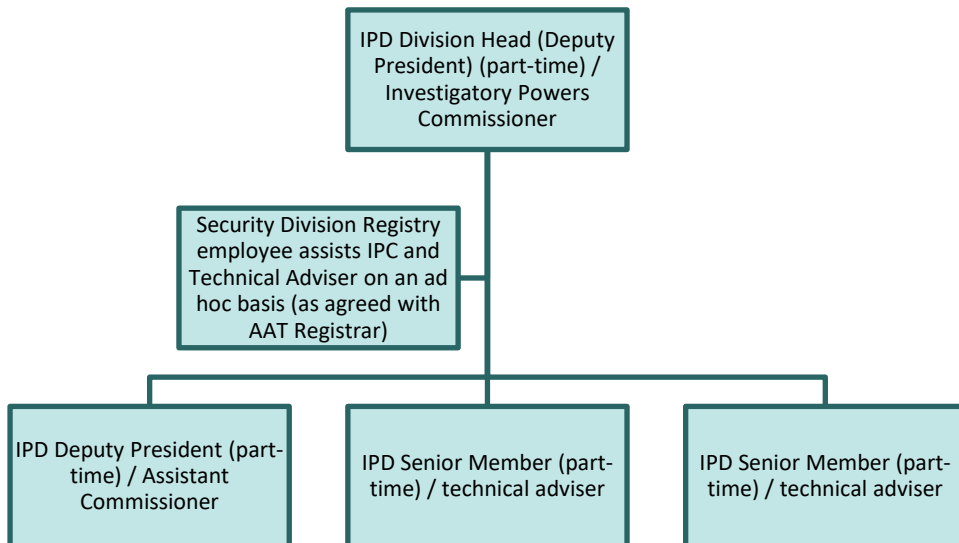 IPD Division Head (Deputy
President) (part-time) /
Investigatory Powers
Commissioner
Security Division Registry
employee assists IPC and
Technical Adviser on an ad
hoc basis (as agreed with
AAT Registrar)
IPD Deputy President (part-
time) / Assistant
Commissioner
IPD Senior Member (part-
time) / technical adviser
IPD Senior Member (part-
time) / technical adviser